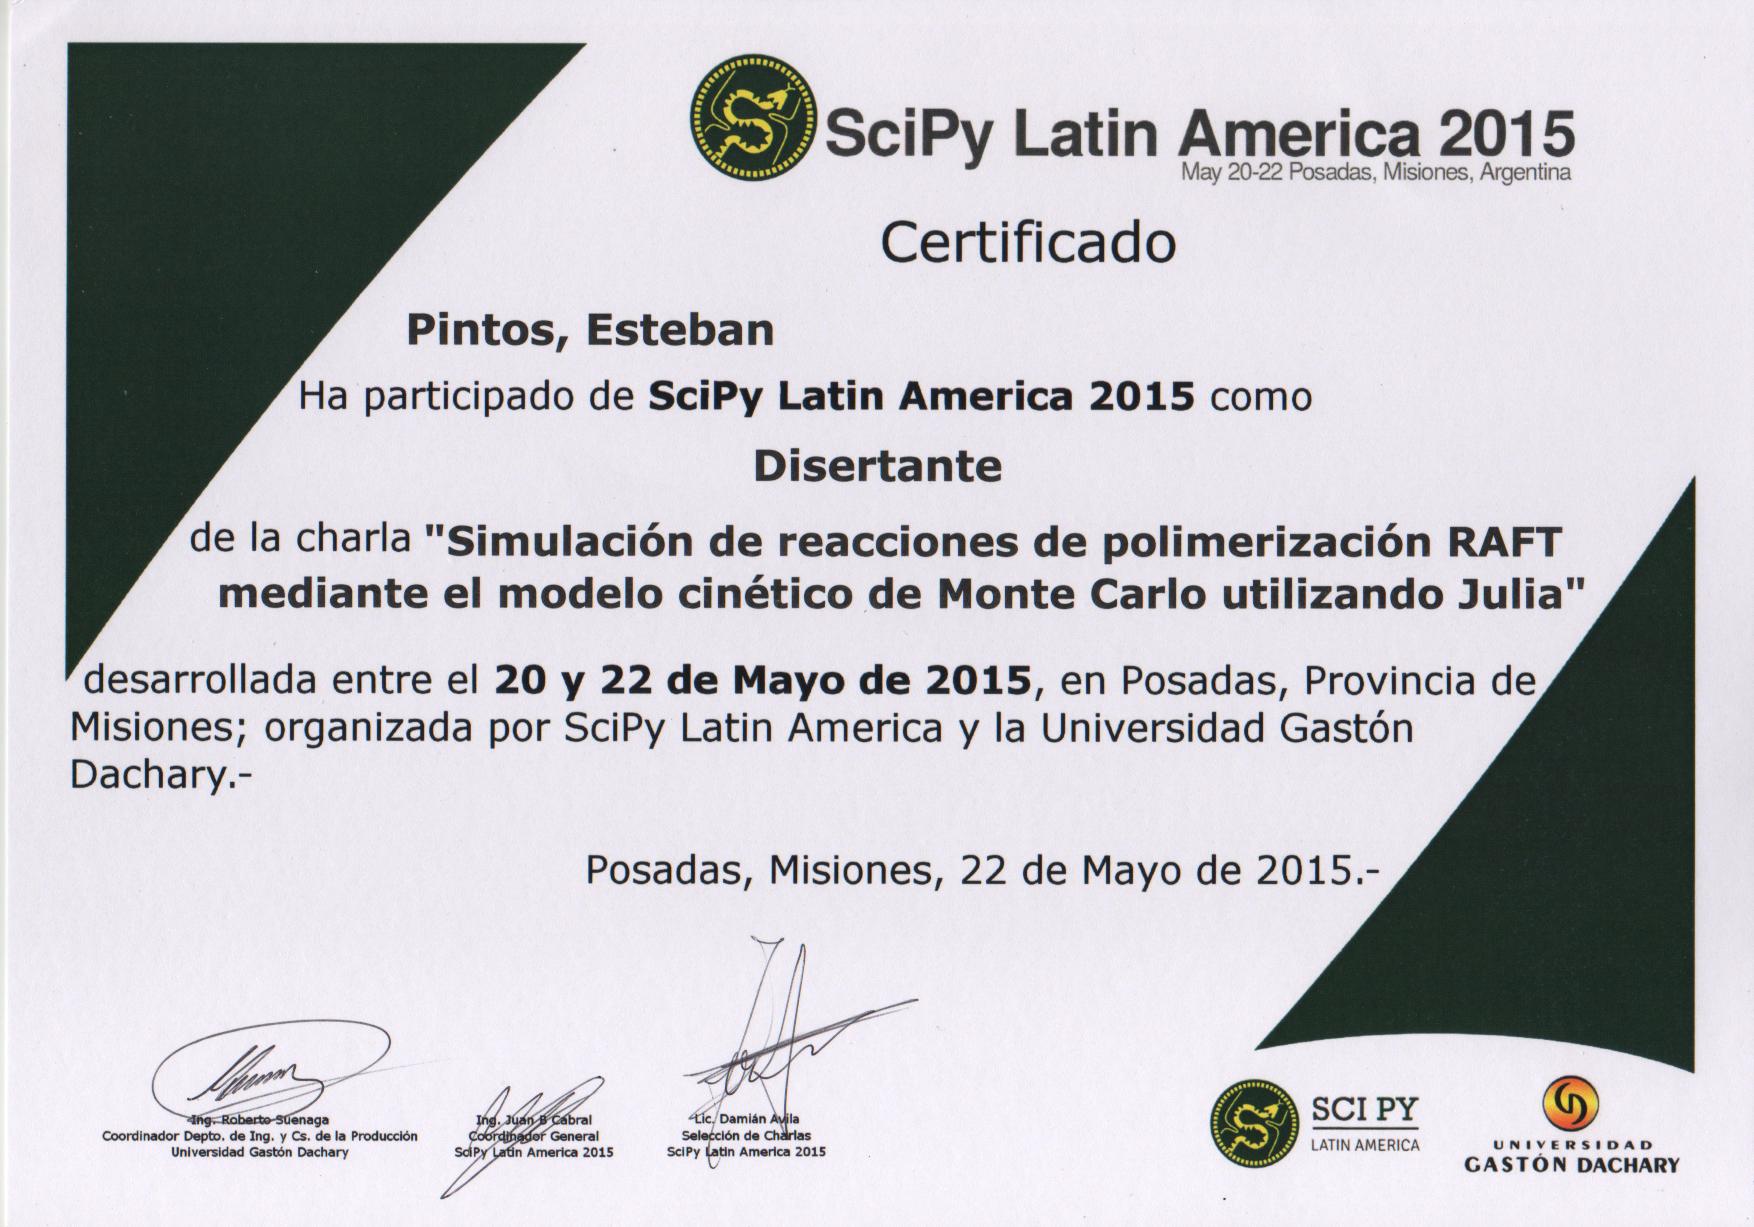 SciPy Latin America 2015
May 20-22 Posadas, Misiones, Argentina
Certificado
Pintos, Esteban
Ha participado de SciPy Latin America 2015 como
Disertante
de la charla "Simulación de reacciones de polimerización RAFT
mediante el modelo cinético de Monte Carlo utilizando Julia"
desarrollada entre el 20 y 22 de Mayo de 2015, en Posadas, Provincia de
Misiones; organizada por SciPy Latin America y la Universidad Gastón
Dachary.-
Posadas, Misiones, 22 de Mayo de 2015.-
Ing. Roberto Suenaga
Coordinador Depto. de Ing. y Cs. de la Producción
Universidad Gastón Dachary
Ing. Juan B Cabral
Coordinador General
SciPy Latin America 2015
Lic. Damián Avila
Selección de Charlas
SciPy Latin America 2015
SCI PY
LATIN AMERICA
UNIVERSIDAD
GASTÓN DACHARY